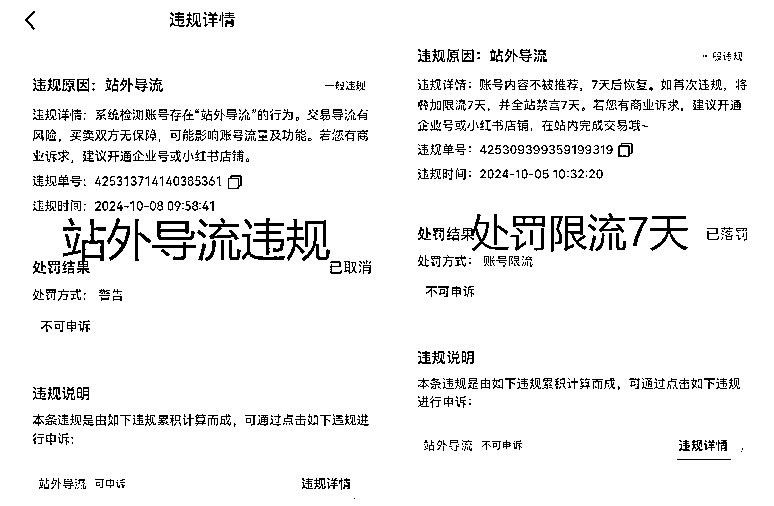 违规详情
违规原因：站外导流
一般违规
违规详情：系统检测账号存在“站外导流”的行为。交易导流有
风险，买卖双方无保障，可能影响账号流量及功能。若您有商
业诉求，建议开通企业号或小红书店铺。
违规单号：425313714140385361
违规时间：2024-10-08 09:58:41
站外导流违规
处罚结果
已取消
处罚方式：警告
不可申诉
违规说明
本条违规是由如下违规累积计算而成，可通过点击如下违规进
行申诉：
站外导流 可申诉
违规详情
违规原因：站外导流
一般违规
违规详情：账号内容不被推荐，7天后恢复。如再次违规，将
叠加限流7天，并全站禁言7天。若您有商业诉求，建议开通
企业号或小红书店铺，在站内完成交易哦~
违规单号：425309399359199319
违规时间：2024-10-05 10:32:20
处罚结果
处罚限流7天
已落罚
处罚方式：账号限流
不可申诉
违规说明
本条违规是由如下违规累积计算而成，可通过点击如下违规
进行申诉：
站外导流 不可申诉
违规详情